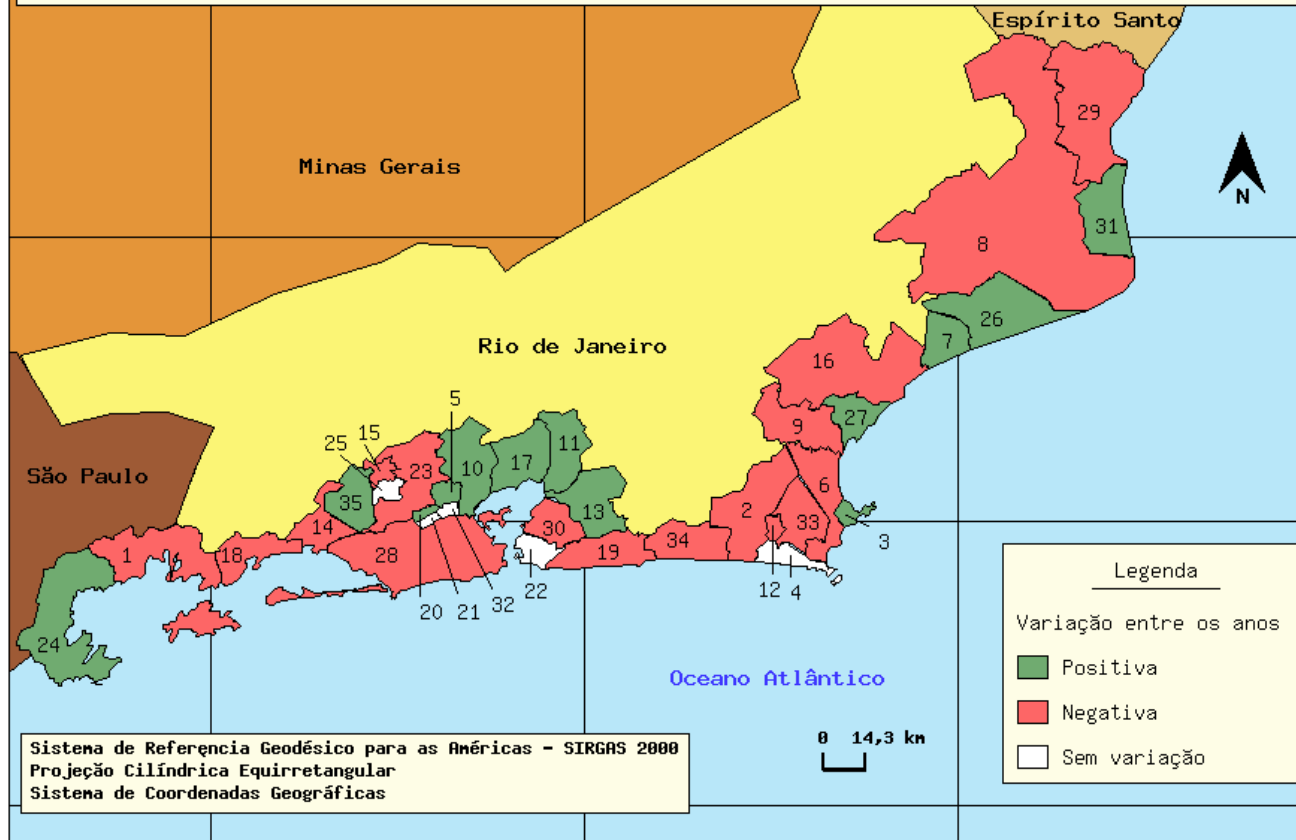 Espírito Santo
29
Minas Gerais
N
31
8
26
7
Rio de Janeiro
16
5
27
9
15
25
11
17
10
23
São Paulo
6
35
13
2
33
30
14
28
1
18
19
34
3
12
4
22
32
21
20
24
Legenda
Variação entre os anos
Positiva
Negativa
Sem variação
Oceano Atlântico
0 14,3 km
Sistema de Referençia Geodésico para as Américas - SIRGAS 2000
Projeção Cilíndrica Equirretangular
Sistema de Coordenadas Geográficas